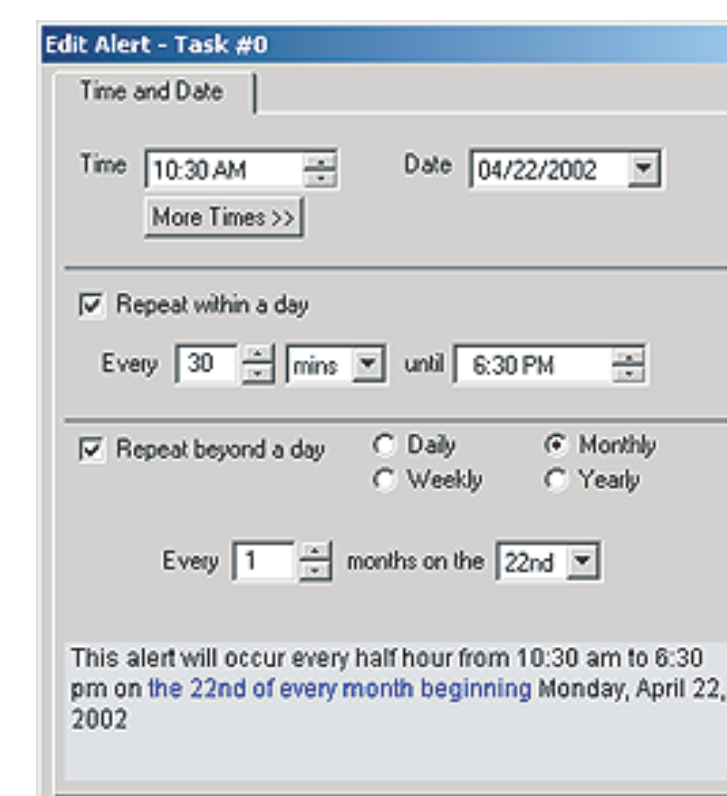 Edit Alert - Task #0
Time and Date
Time 10:30 AM Date 04/22/2002
More Times >>
Repeat within a day
Every 30 mins until 6:30 PM
Repeat beyond a day Daily Monthly
Weekly Yearly
Every 1 months on the 22nd
This alert will occur every half hour from 10:30 am to 6:30
pm on the 22nd of every month beginning Monday, April 22,
2002